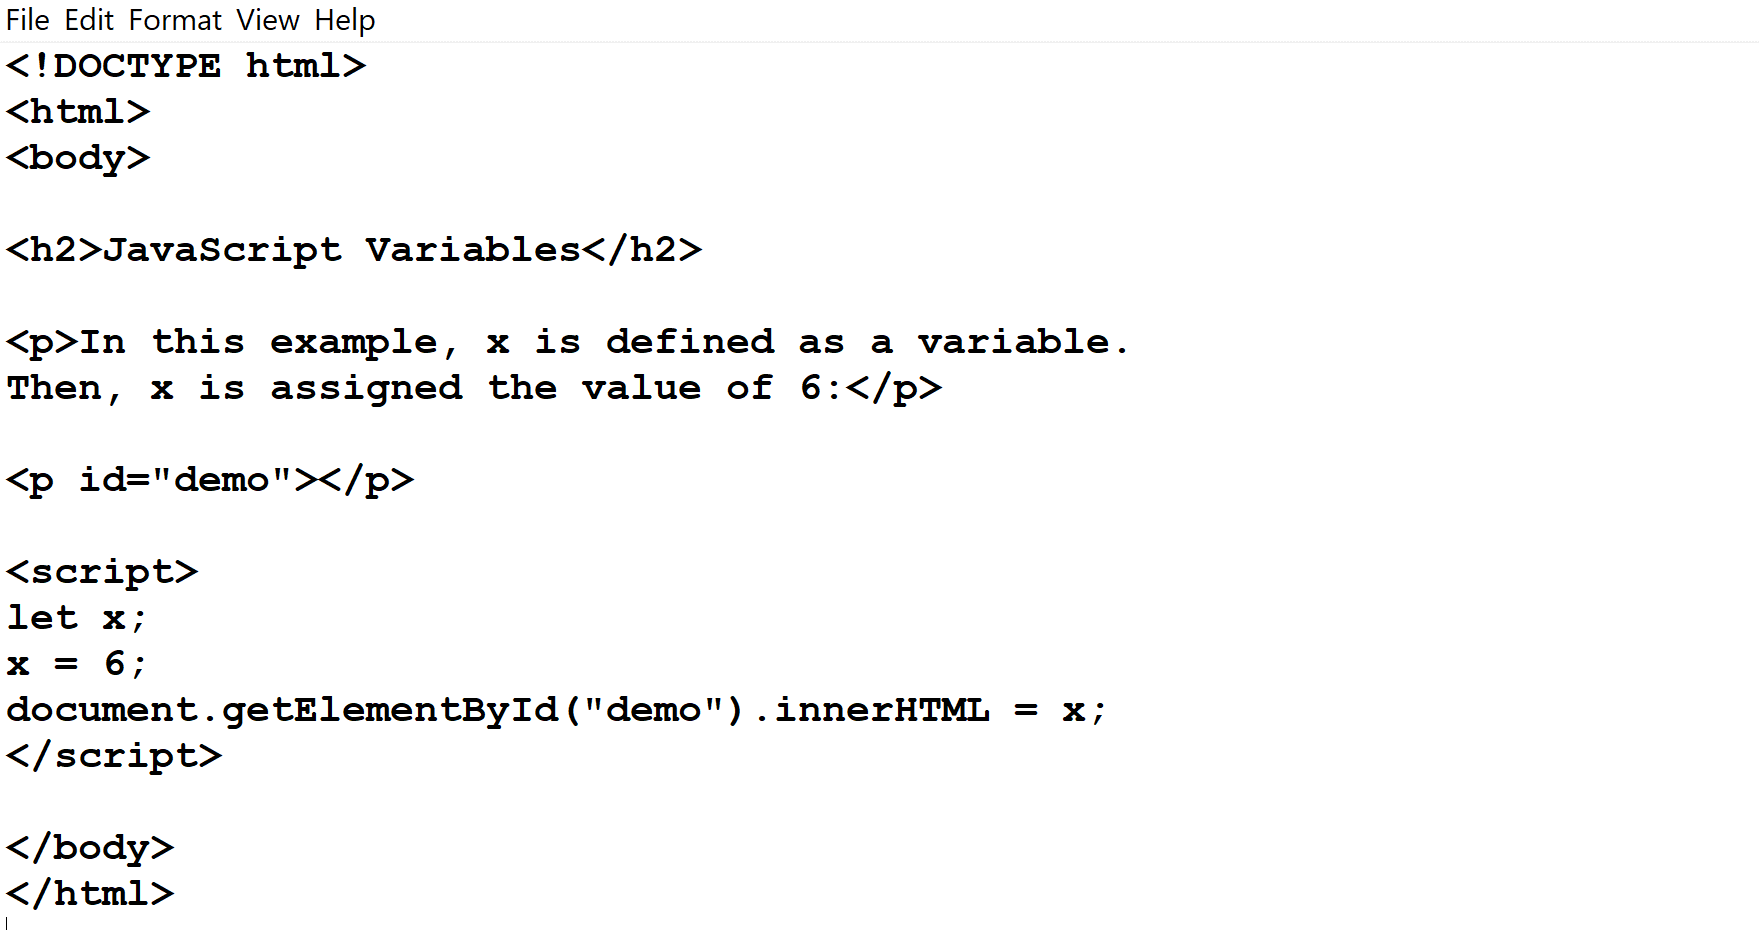 File Edit Format View Help
<!DOCTYPE html>
<html>
<body>
<h2>JavaScript Variables</h2>
<p>In this example, x is defined as a variable.
Then, x is assigned the value of 6:</p>
<p id="demo"></p>
<script>
let x;
x = 6;
document.getElementById("demo").innerHTML = x;
</script>
</body>
</html>